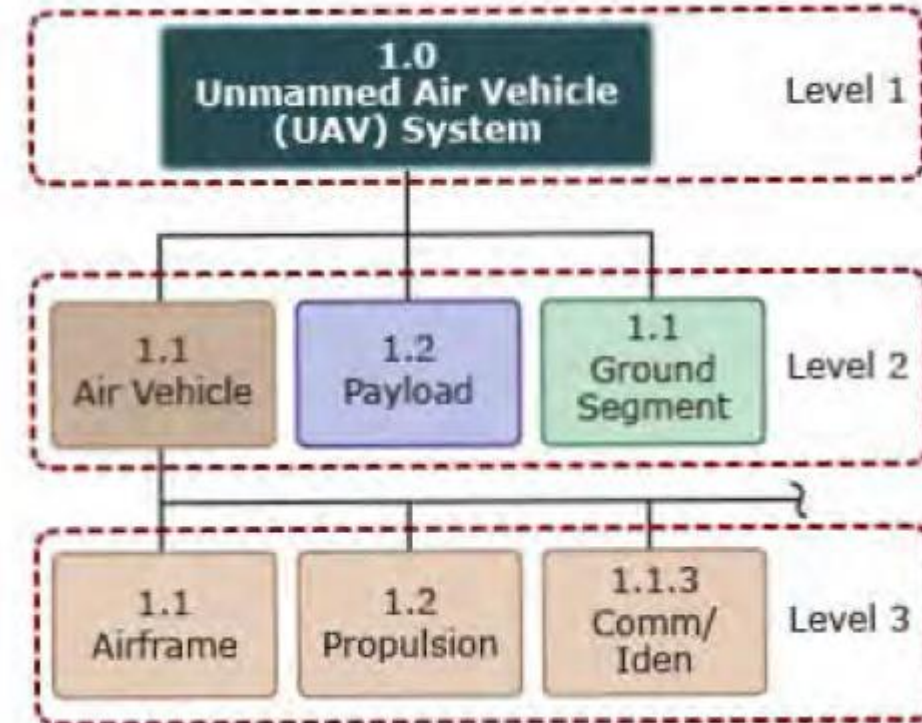 1.0
Unmanned Air Vehicle
(UAV) System
Level 1
1.1
Air Vehicle
1.2
Payload
1.1
Ground
Segment
Level 2
1.1
Airframe
1.2
Propulsion
1.1.3
Comm/
Iden
Level 3